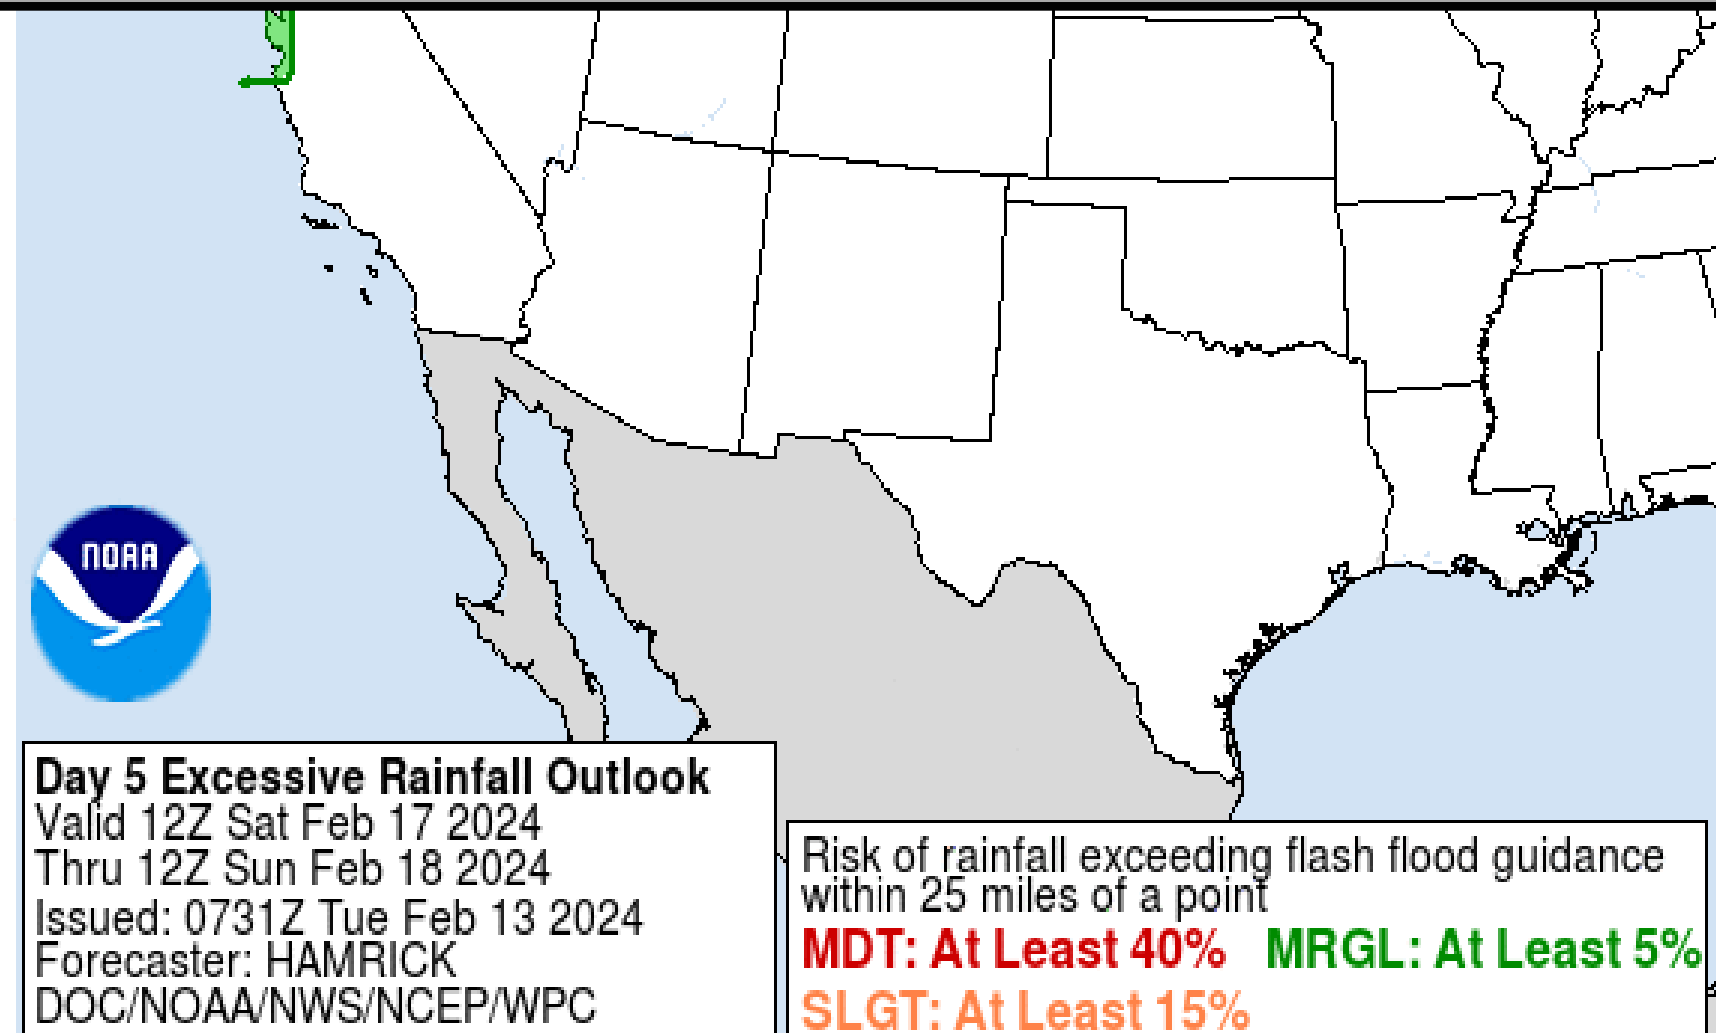 NOAA
Day 5 Excessive Rainfall Outlook
Valid 12Z Sat Feb 17 2024
Thru 12Z Sun Feb 18 2024
Issued: 0731Z Tue Feb 13 2024
Forecaster: HAMRICK
DOC/NOAA/NWS/NCEP/WPC
Risk of rainfall exceeding flash flood guidance
within 25 miles of a point
MDT: At Least 40% MRGL: At Least 5%
SLGT: At Least 15%